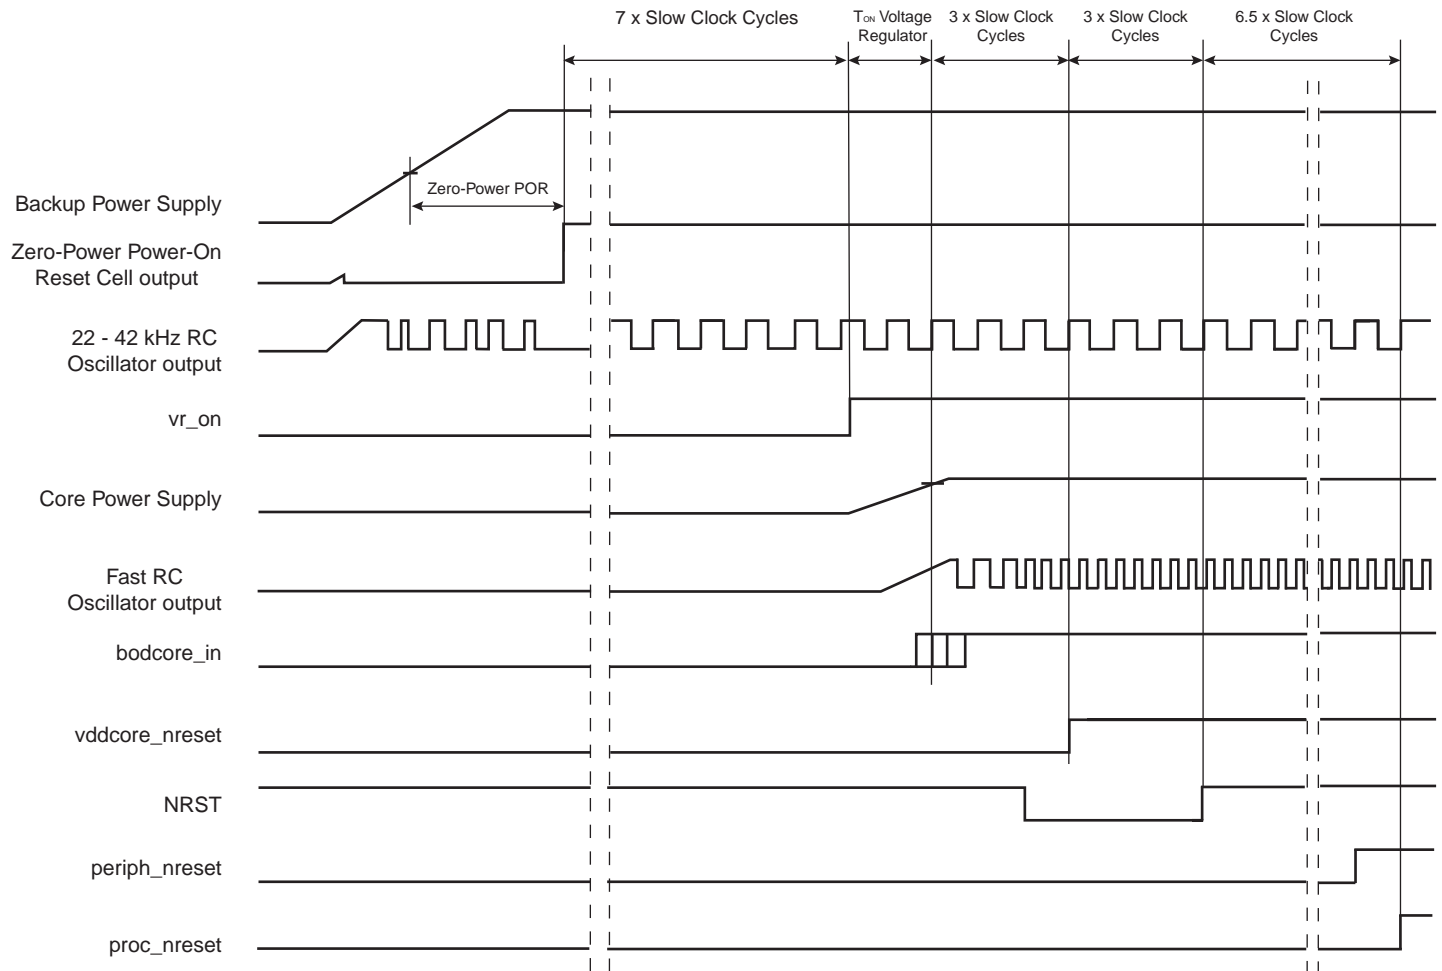 7 x Slow Clock Cycles
TON Voltage
Regulator
3 x Slow Clock
Cycles
3 x Slow Clock
Cycles
6.5 x Slow Clock
Cycles
Backup Power Supply
Zero-Power POR
Zero-Power Power-On
Reset Cell output
22 - 42 kHz RC
Oscillator output
vr_on
Core Power Supply
Fast RC
Oscillator output
bodcore_in
vddcore_nreset
NRST
periph_nreset
proc_nreset